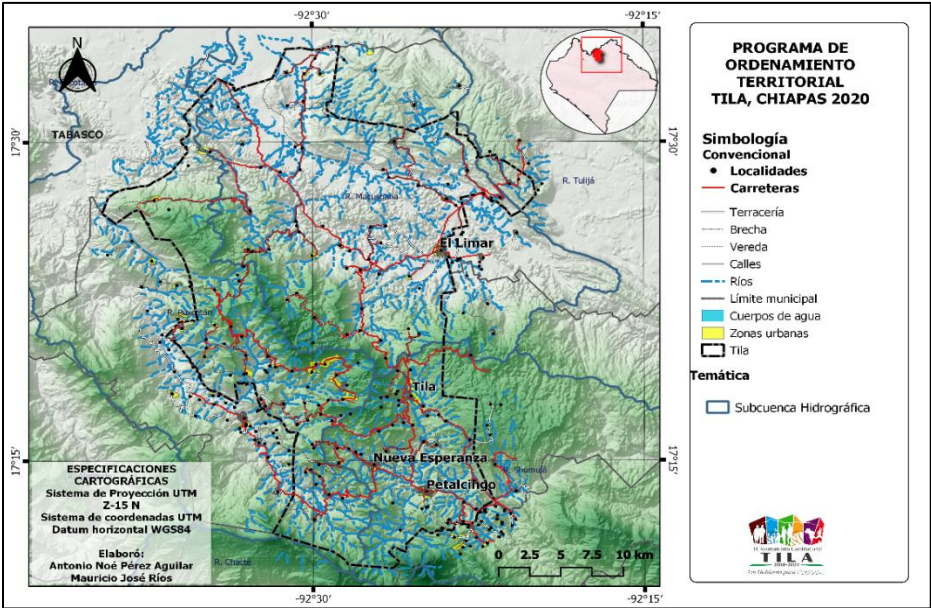 -92°30'
-92°15'
N
TABASCO
17°30'
17°30'
R. Tulijá
El Limar
Tila
17°15'
17°15'
Nueva Esperanza
R. Shumulá
Petalcingo
R. Chacté
ESPECIFICACIONES
CARTOGRÁFICAS
Sistema de Proyección UTM
Z-15 N
Sistema de coordenadas UTM
Datum horizontal WGS84
Elaboró:
Antonio Noé Pérez Aguilar
Mauricio José Ríos
0 2.5 5 7.5 10 km
-92°30'
-92°15'
PROGRAMA DE
ORDENAMIENTO
TERRITORIAL
TILA, CHIAPAS 2020
Simbología
Convencional
Localidades
Carreteras
Terracería
Brecha
Vereda
Calles
Ríos
Límite municipal
Cuerpos de agua
Zonas urbanas
Tila
Temática
Subcuenca Hidrográfica
TILA